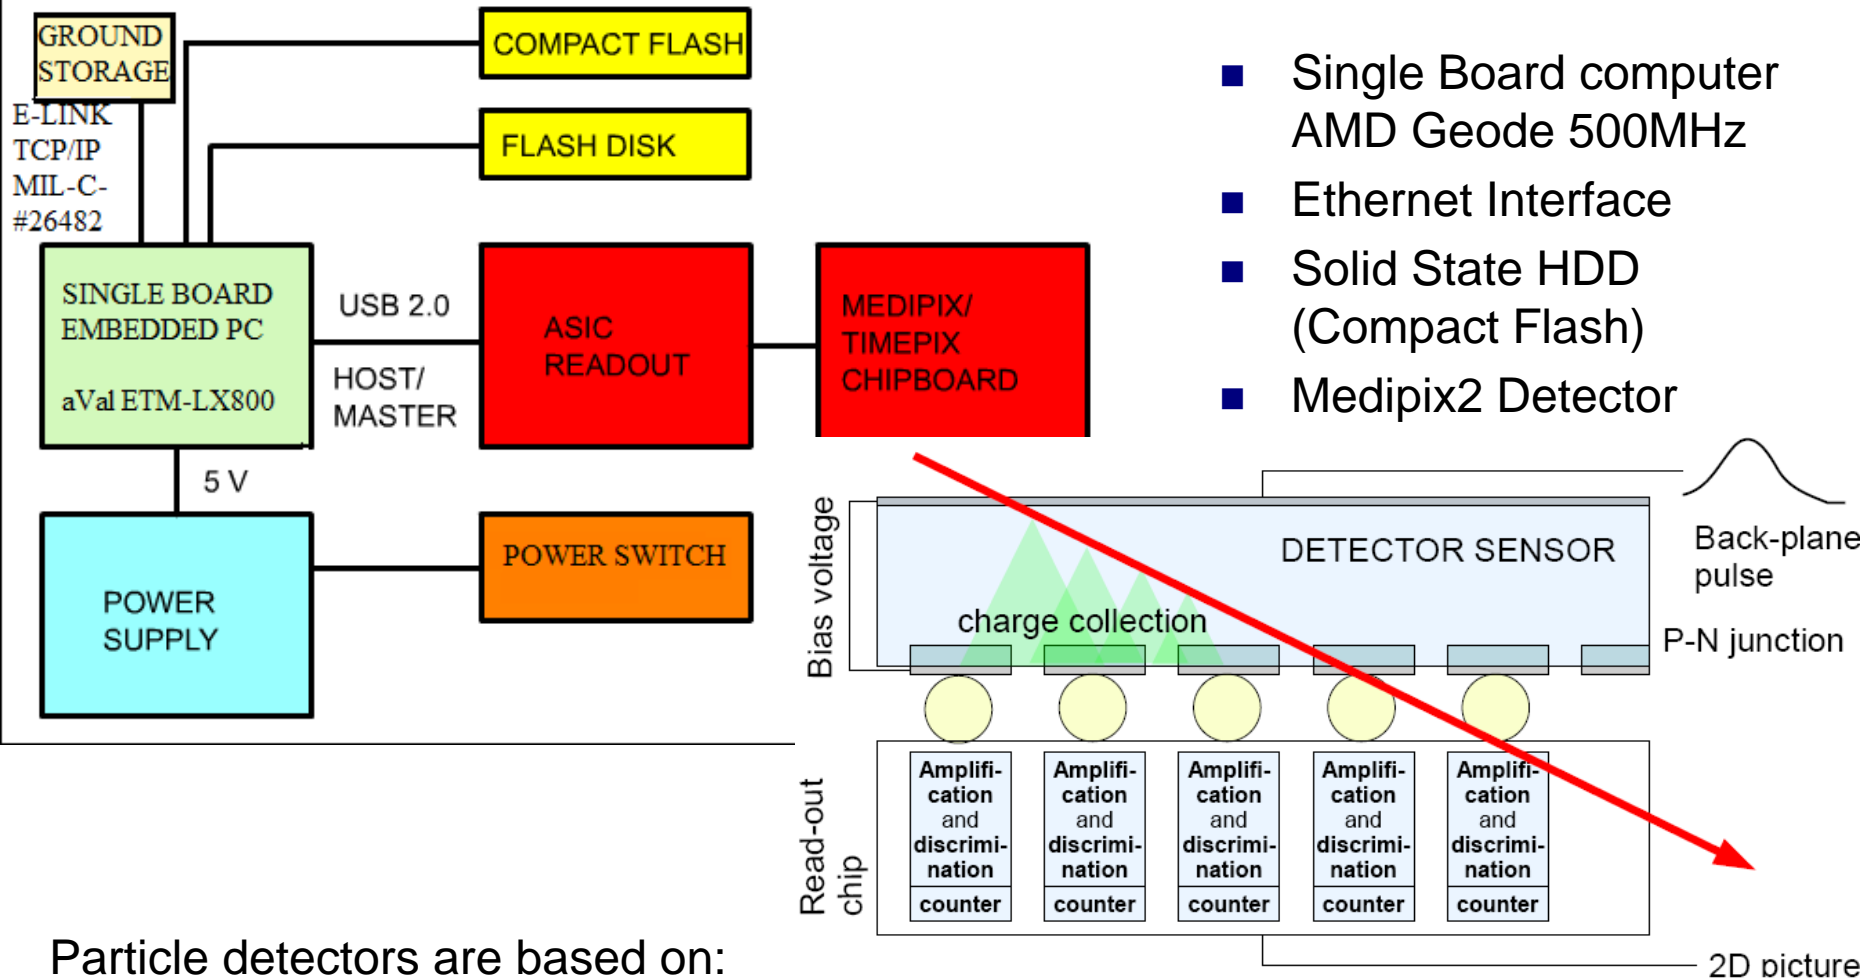 GROUND
STORAGE
E-LINK
TCP/IP
MIL-C-
#26482
COMPACT FLASH
FLASH DISK
SINGLE BOARD
EMBEDDED PC
aVal ETM-LX800
USB 2.0
HOST/
MASTER
ASIC
READOUT
MEDIPIX/
TIMEPIX
CHIPBOARD
5 V
POWER
SUPPLY
POWER SWITCH
■ Single Board computer
AMD Geode 500MHz
■ Ethernet Interface
■ Solid State HDD
(Compact Flash)
■ Medipix2 Detector
Bias voltage
DETECTOR SENSOR
charge collection
Back-plane
pulse
P-N junction
Read-out
chip
Amplifi-
cation
and
discrimi-
nation
counter
Amplifi-
cation
and
discrimi-
nation
counter
Amplifi-
cation
and
discrimi-
nation
counter
Amplifi-
cation
and
discrimi-
nation
counter
Amplifi-
cation
and
discrimi-
nation
counter
2D picture
Particle detectors are based on: